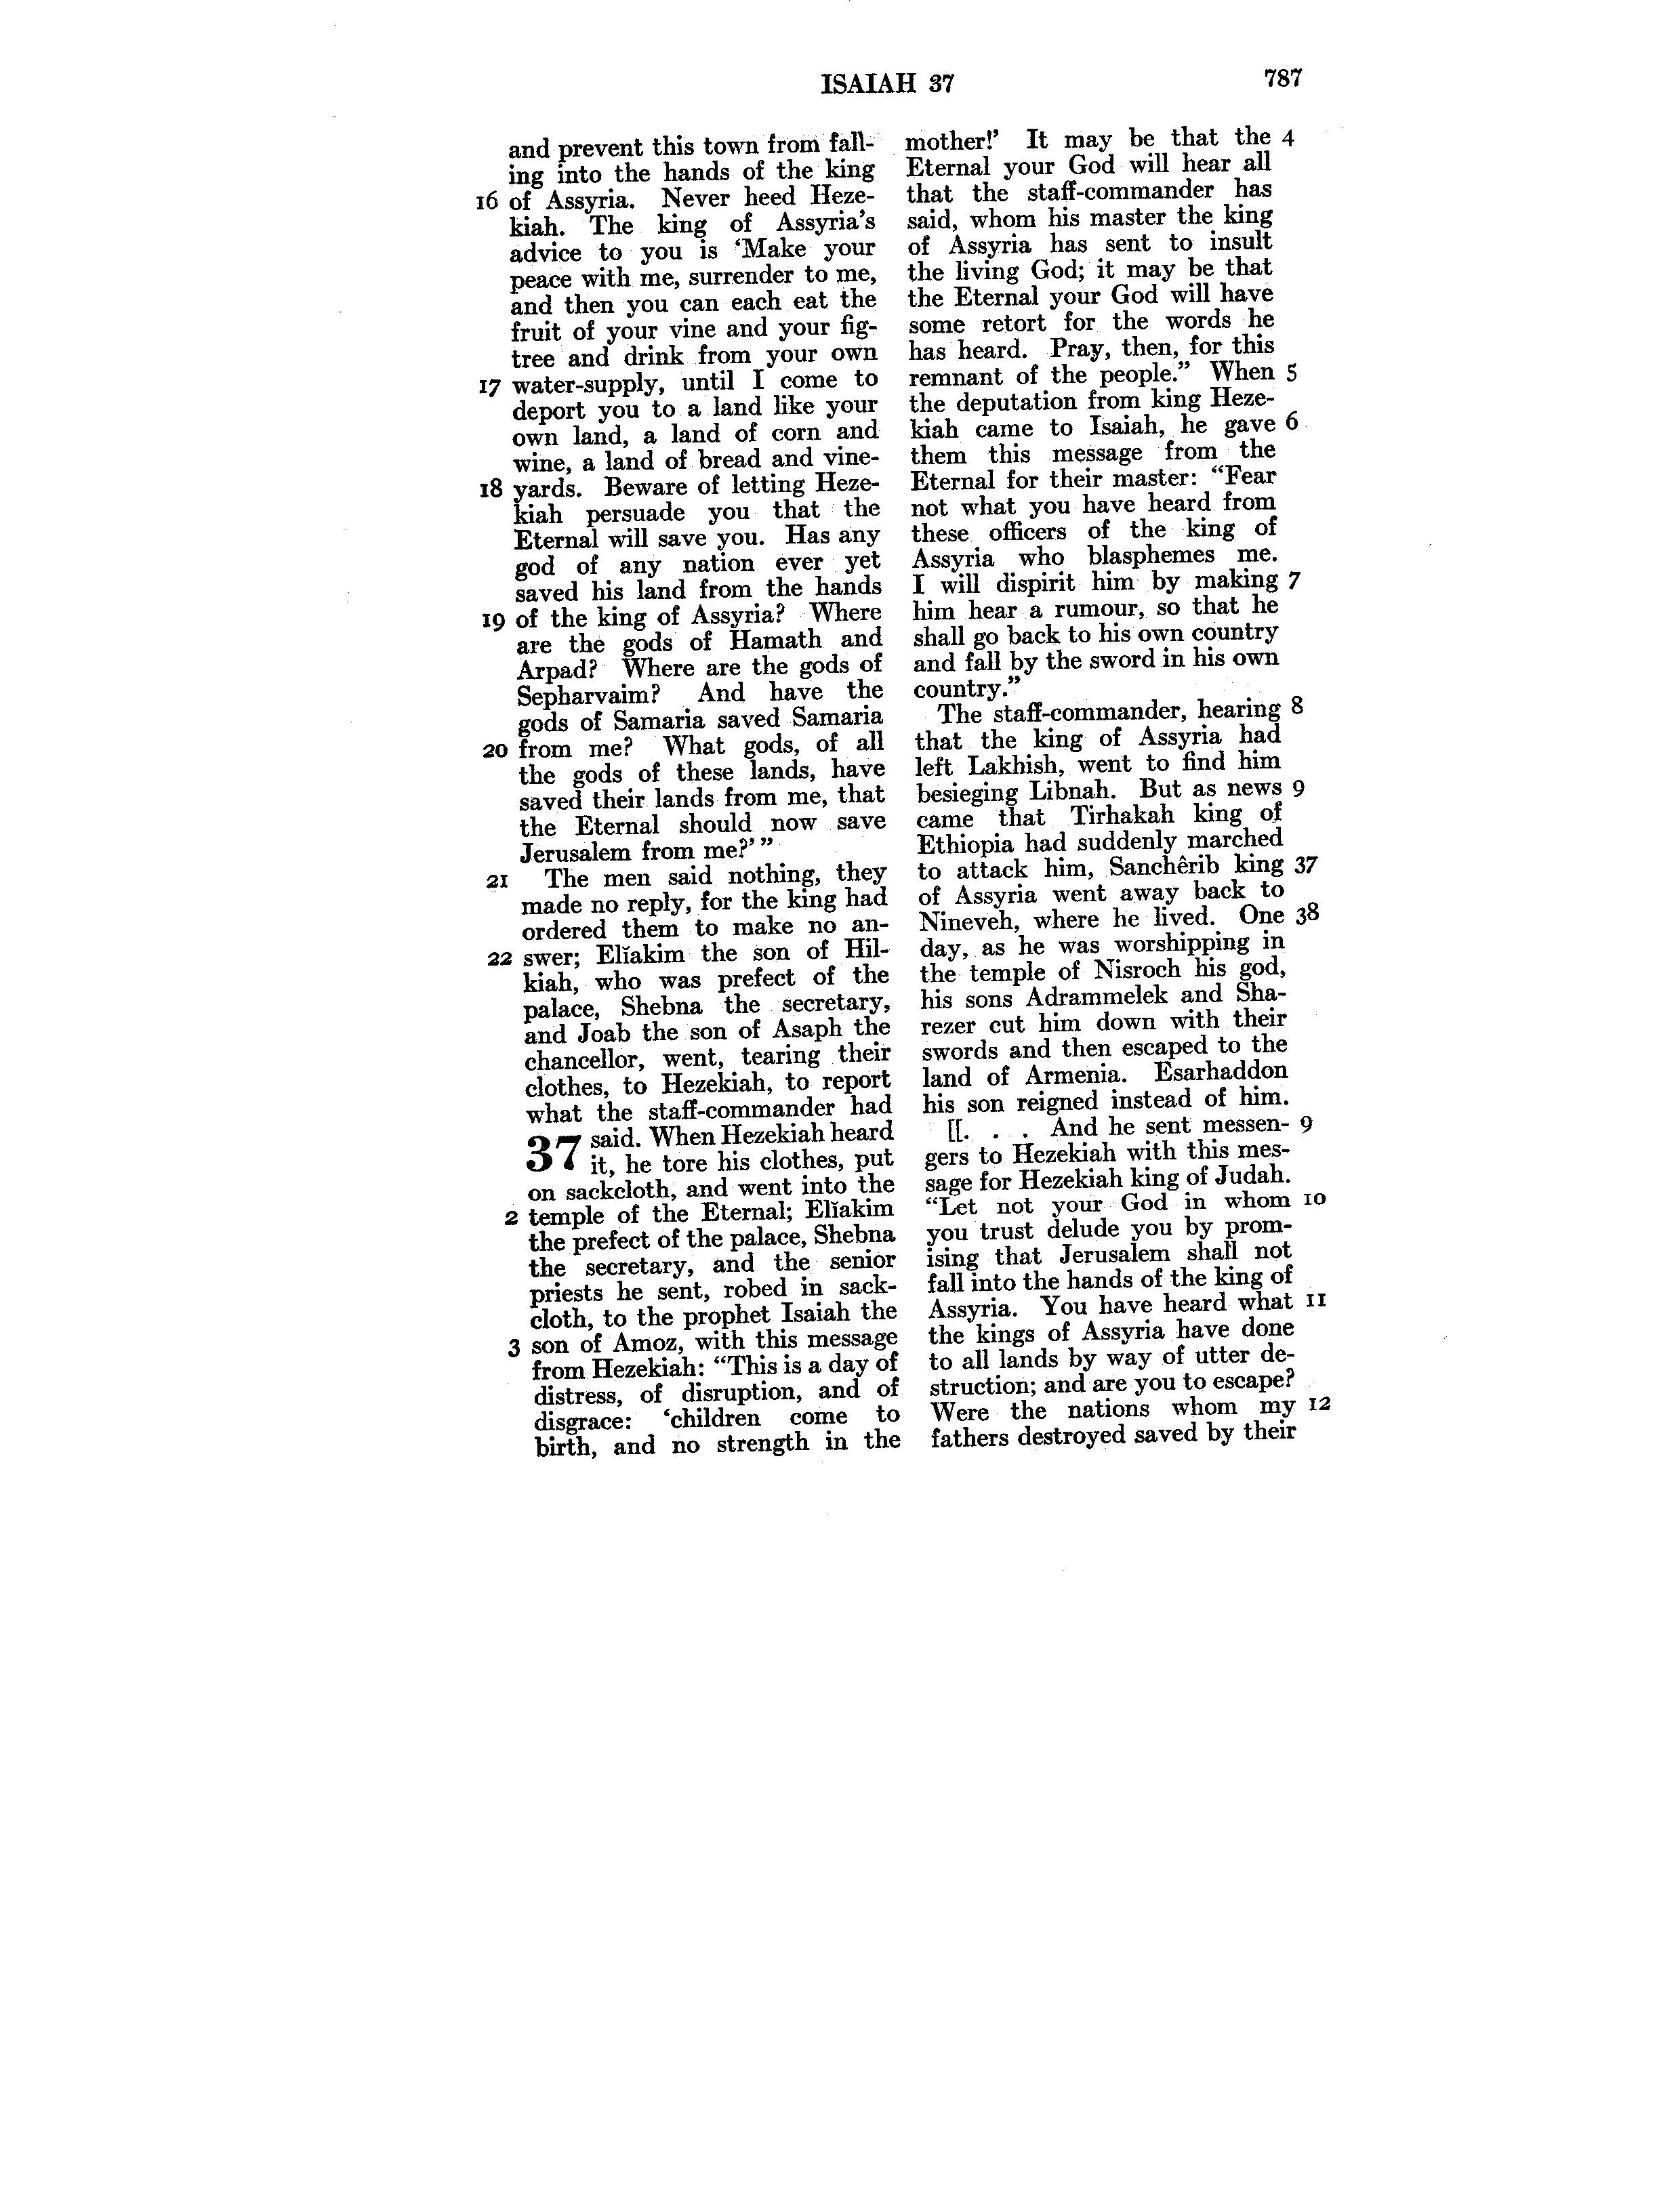 ISAIAH 37
787
and prevent this town from fall-
ing into the hands of the king
16 of Assyria. Never heed Heze-
kiah. The king of Assyria's
advice to you is ‘Make your
peace with me, surrender to me,
and then you can each eat the
fruit of your vine and your fig-
tree and drink from your own
17 water-supply, until I come to
deport you to a land like your
own land, a land of corn and
wine, a land of bread and vine-
18 yards. Beware of letting Heze-
kiah persuade you that the
Eternal will save you. Has any
god of any nation ever yet
saved his land from the hands
19 of the king of Assyria? Where
are the gods of Hamath and
Arpad? Where are the gods of
Sepharvaim? And have the
gods of Samaria saved Samaria
20 from me? What gods, of all
the gods of these lands, have
saved their lands from me, that
the Eternal should now save
Jerusalem from me?’”
21 The men said nothing, they
made no reply, for the king had
ordered them to make no an-
22 swer; Elĭakim the son of Hil-
kiah, who was prefect of the
palace, Shebna the secretary,
and Joab the son of Asaph the
chancellor, went, tearing their
clothes, to Hezekiah, to report
what the staff-commander had
37 said. When Hezekiah heard
it, he tore his clothes, put
on sackcloth, and went into the
2 temple of the Eternal; Elĭakim
the prefect of the palace, Shebna
the secretary, and the senior
priests he sent, robed in sack-
cloth, to the prophet Isaiah the
3 son of Amoz, with this message
from Hezekiah: “This is a day of
distress, of disruption, and of
disgrace: ‘children come to
birth, and no strength in the
mother!’ It may be that the 4
Eternal your God will hear all
that the staff-commander has
said, whom his master the king
of Assyria has sent to insult
the living God; it may be that
the Eternal your God will have
some retort for the words he
has heard. Pray, then, for this
remnant of the people.” When 5
the deputation from king Heze-
kiah came to Isaiah, he gave 6
them this message from the
Eternal for their master: “Fear
not what you have heard from
these officers of the king of
Assyria who blasphemes me.
I will dispirit him by making 7
him hear a rumour, so that he
shall go back to his own country
and fall by the sword in his own
country.”
The staff-commander, hearing 8
that the king of Assyria had
left Lakhish, went to find him
besieging Libnah. But as news 9
came that Tirhakah king of
Ethiopia had suddenly marched
to attack him, Sanchêrib king 37
of Assyria went away back to
Nineveh, where he lived. One 38
day, as he was worshipping in
the temple of Nisroch his god,
his sons Adrammelek and Sha-
rezer cut him down with their
swords and then escaped to the
land of Armenia. Esarhaddon
his son reigned instead of him.
[[. . . And he sent messen- 9
gers to Hezekiah with this mes-
sage for Hezekiah king of Judah.
“Let not your God in whom 10
you trust delude you by prom-
ising that Jerusalem shall not
fall into the hands of the king of
Assyria. You have heard what 11
the kings of Assyria have done
to all lands by way of utter de-
struction; and are you to escape?
Were the nations whom my 12
fathers destroyed saved by their